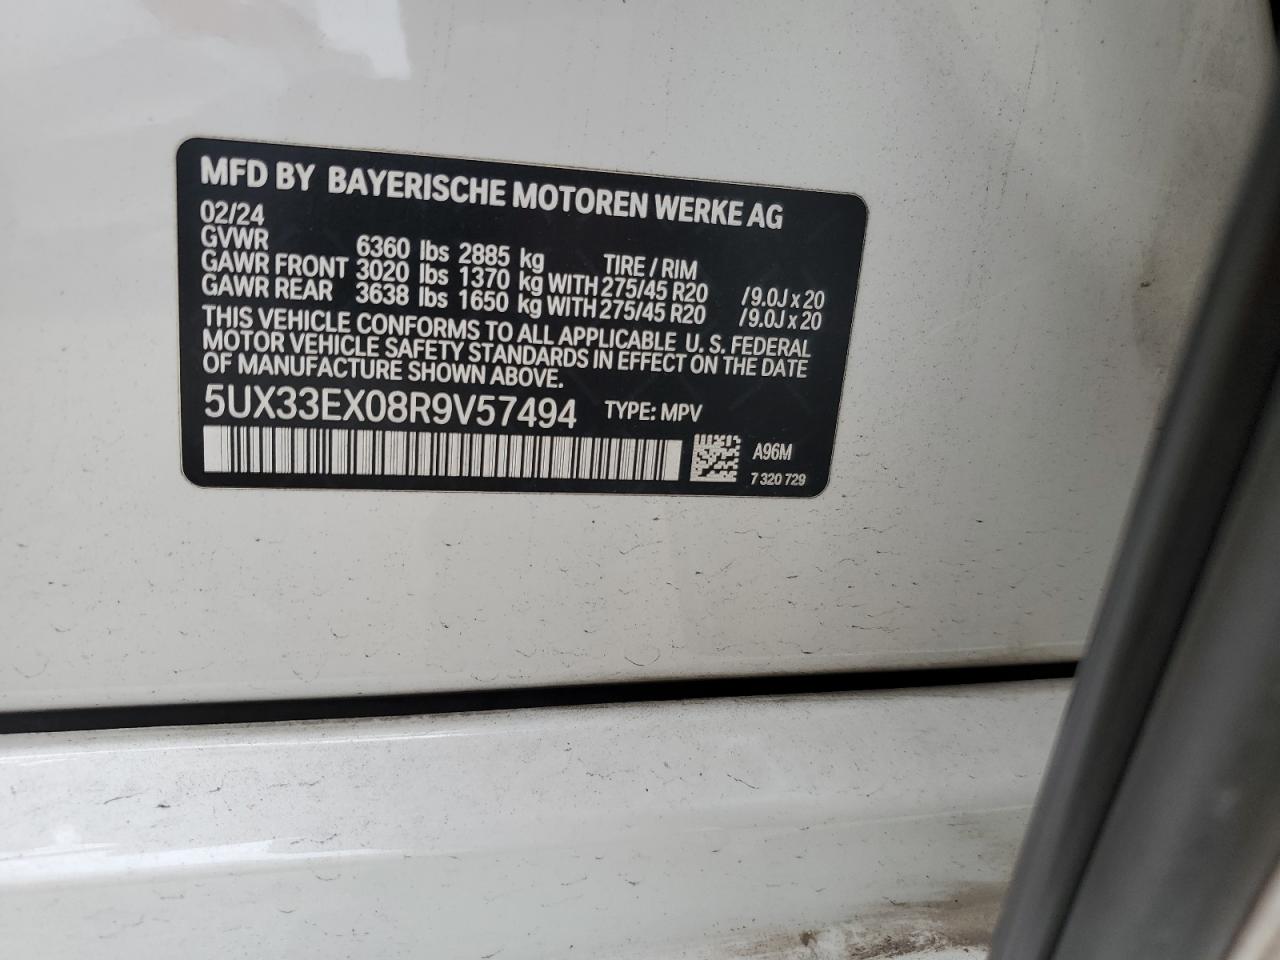 MFD BY BAYERISCHE MOTOREN WERKE AG
02/24
GVWR 6360 lbs 2885 kg TIRE / RIM
GAWR FRONT 3020 lbs 1370 kg WITH 275/45 R20 /9.0J x 20
GAWR REAR 3638 lbs 1650 kg WITH 275/45 R20 /9.0J x 20
THIS VEHICLE CONFORMS TO ALL APPLICABLE U. S. FEDERAL
MOTOR VEHICLE SAFETY STANDARDS IN EFFECT ON THE DATE
OF MANUFACTURE SHOWN ABOVE.
5UX33EX08R9V57494 TYPE: MPV
A96M
7 320 729